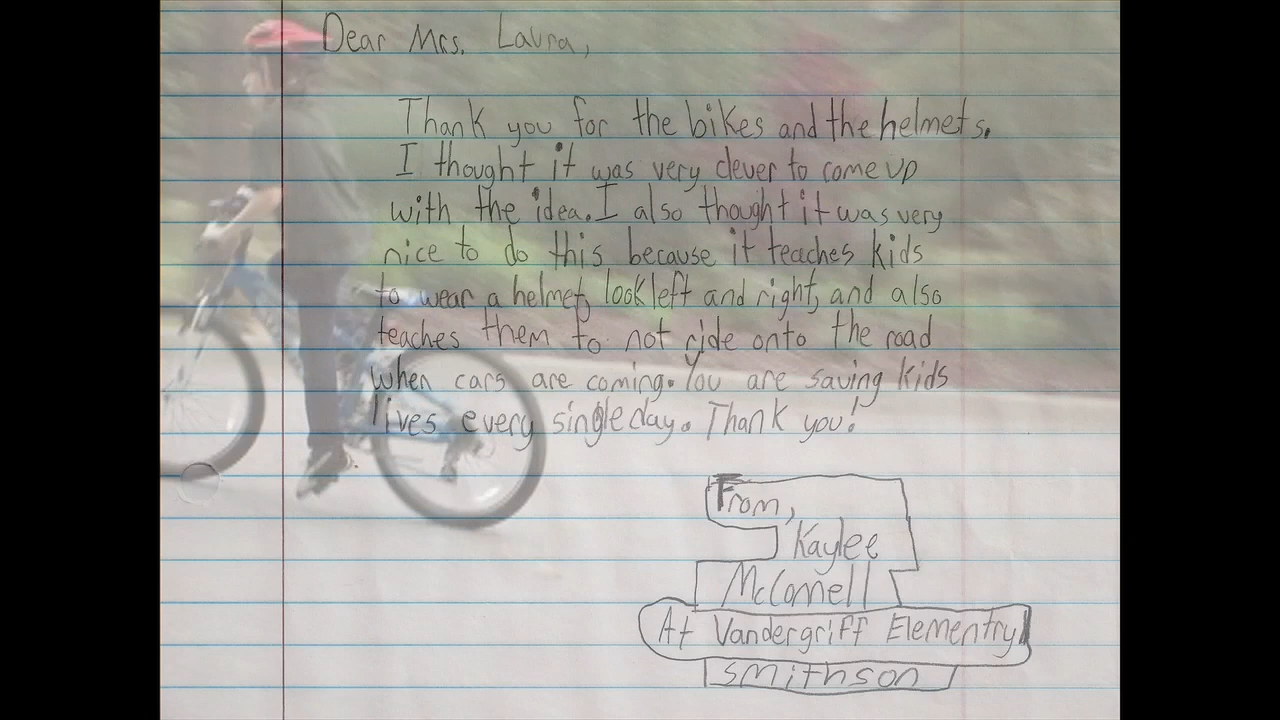 Dear Mrs. Laura,
Thank you for the bikes and the helmets.
I thought it was very clever to come up
with the idea. I also thought it was very
nice to do this because it teaches kids
to wear a helmet, look left and right, and also
teaches them to not ride onto the road
when cars are coming. You are saving kids
lives every single day. Thank you!
From,
Kaylee
McConnell
At Vandergriff Elementry
smithson